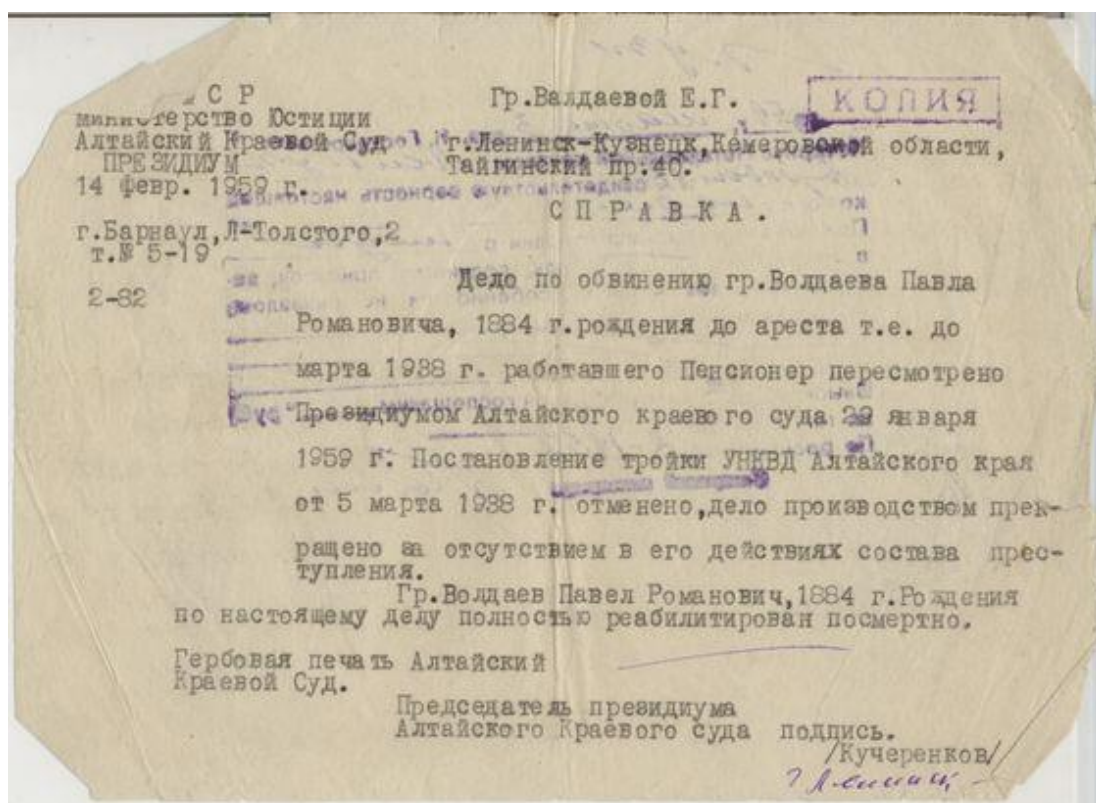 СР
Министерство Юстиции
Алтайский Краевой Суд
ПРЕЗИДИУМ
14 февр. 1959 г.
г.Барнаул,Л-Толстого,2
т.№ 5-19
2-82
Гр.Валдаевой Е.Г.
КОПИЯ
г.Ленинск-Кузнецк,Кемеровской области,
Тайгинский пр.40.
СПРАВКА.
Дело по обвинению гр.Волдаева Павла
Романовича, 1884 г.рождения до ареста т.е. до
марта 1938 г. работавшего Пенсионер пересмотрено
Президиумом Алтайского краевого суда 29 января
1959 г. Постановление тройки УНКВД Алтайского края
от 5 марта 1938 г. отменено,дело производством прек-
ращено за отсутствием в его действиях состава прес-
тупления.
Гр.Волдаев Павел Романович,1884 г.Рождения
по настоящему делу полностью реабилитирован посмертно.
Гербовая печать Алтайский
Краевой Суд.
Председатель президиума
Алтайского Краевого суда подпись.
/Кучеренков/